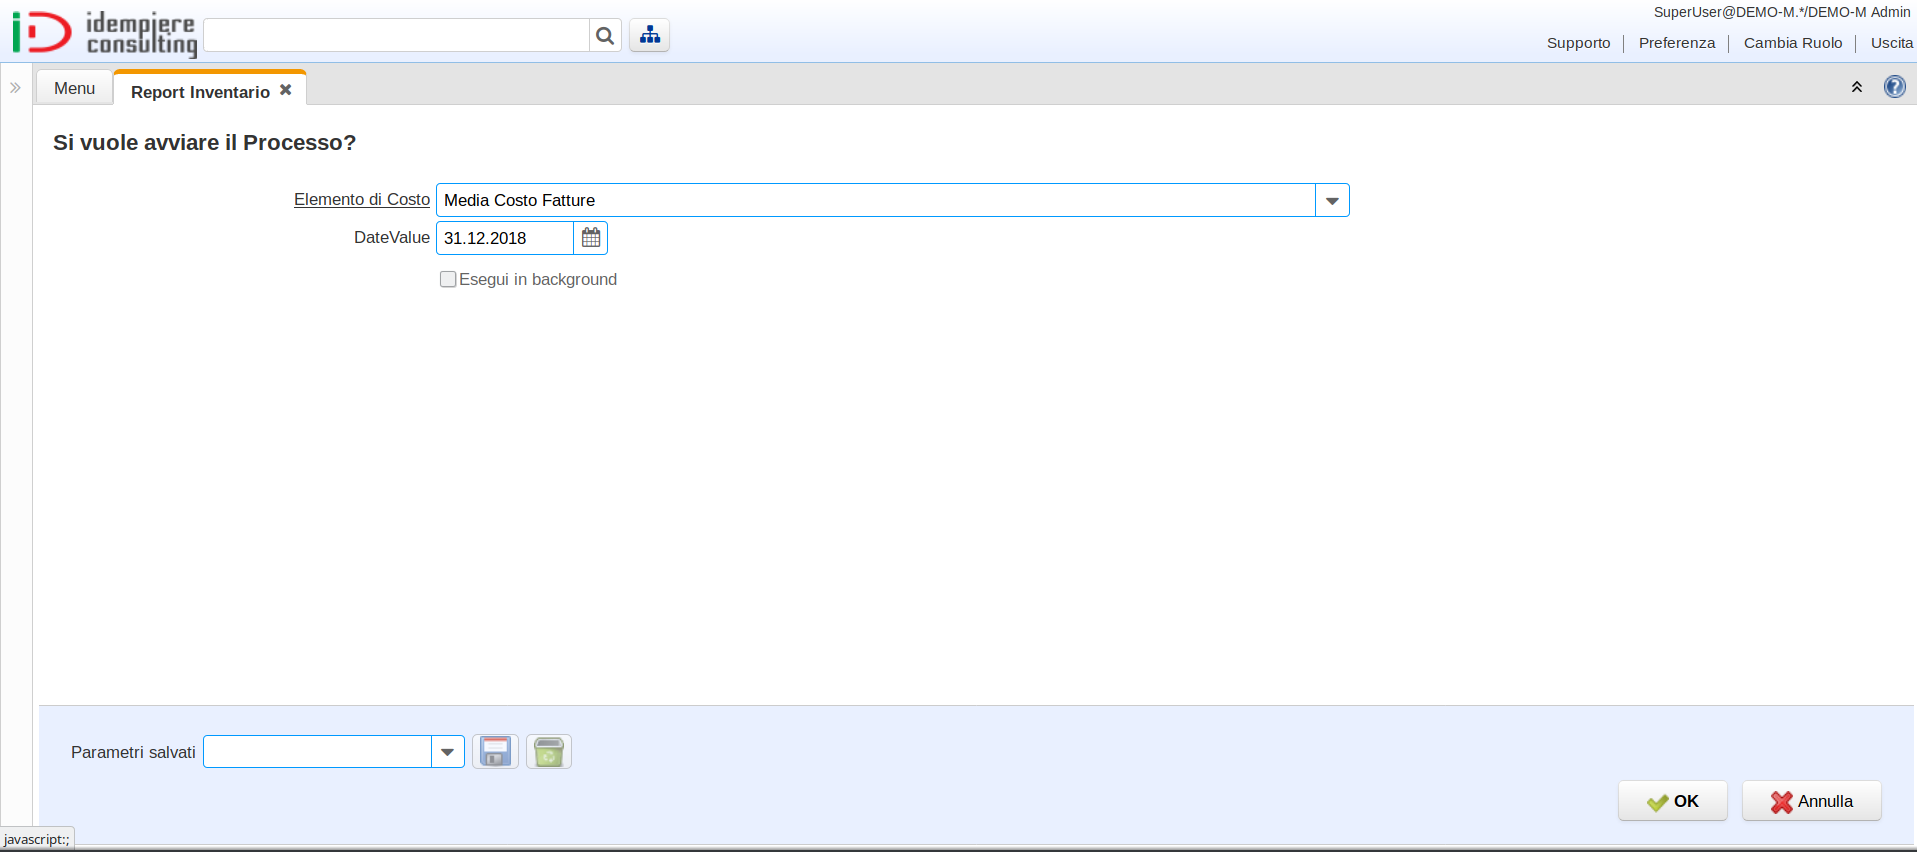 idempiere
consulting
SuperUser@DEMO-M.*/DEMO-M Admin
Supporto
Preferenza
Cambia Ruolo
Uscita
Menu
Report Inventario
Si vuole avviare il Processo?
Elemento di Costo
Media Costo Fatture
DateValue
31.12.2018
Esegui in background
Parametri salvati
OK
Annulla
javascript:;